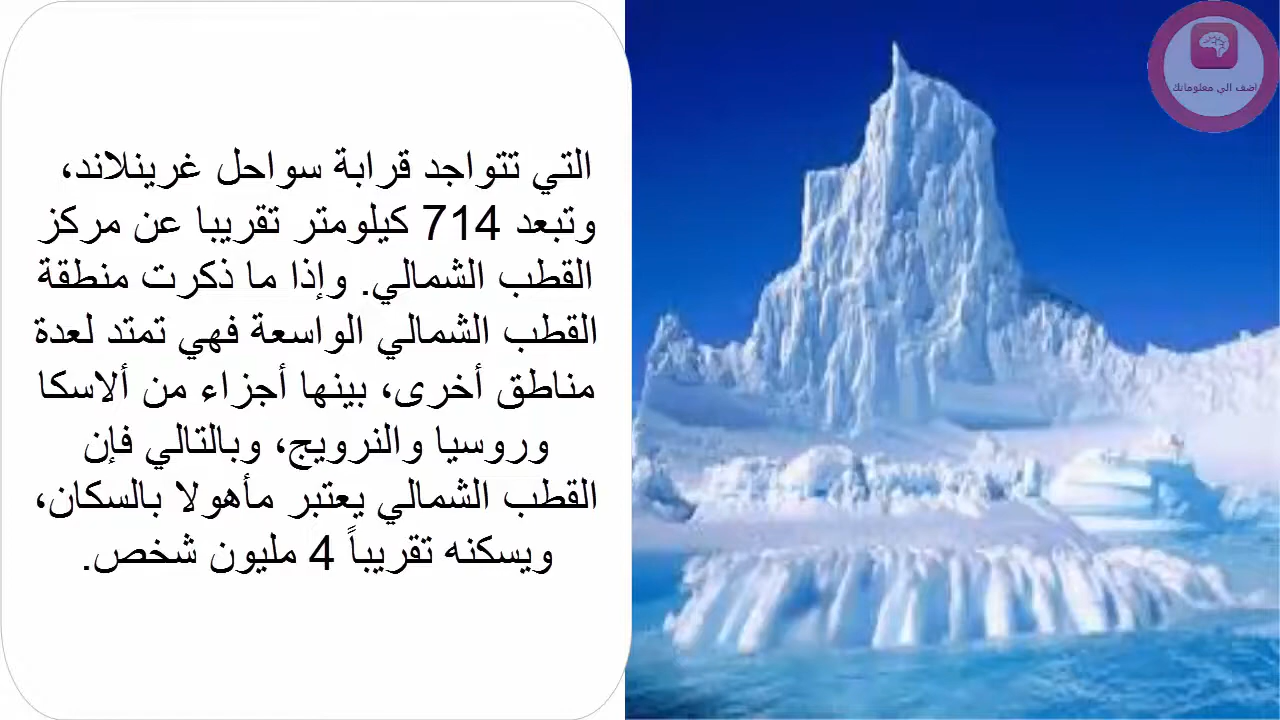 التي تتواجد قرابة سواحل غرينلاند،
وتبعد 714 كيلومتر تقريبا عن مركز
القطب الشمالي. وإذا ما ذكرت منطقة
القطب الشمالي الواسعة فهي تمتد لعدة
مناطق أخرى، بينها أجزاء من ألاسكا
وروسيا والنرويج، وبالتالي فإن
القطب الشمالي يعتبر مأهولا بالسكان،
ويسكنه تقريباً 4 مليون شخص.
اضف الي معلوماتك